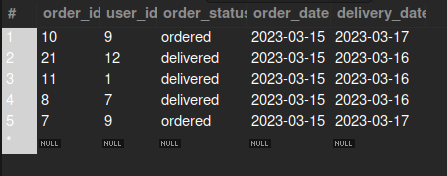 # order_id user_id order_status order_date delivery_date
1 10 9 ordered 2023-03-15 2023-03-17
2 21 12 delivered 2023-03-15 2023-03-16
3 11 1 delivered 2023-03-15 2023-03-16
4 8 7 delivered 2023-03-15 2023-03-16
5 7 9 ordered 2023-03-15 2023-03-17
* NULL NULL NULL NULL NULL